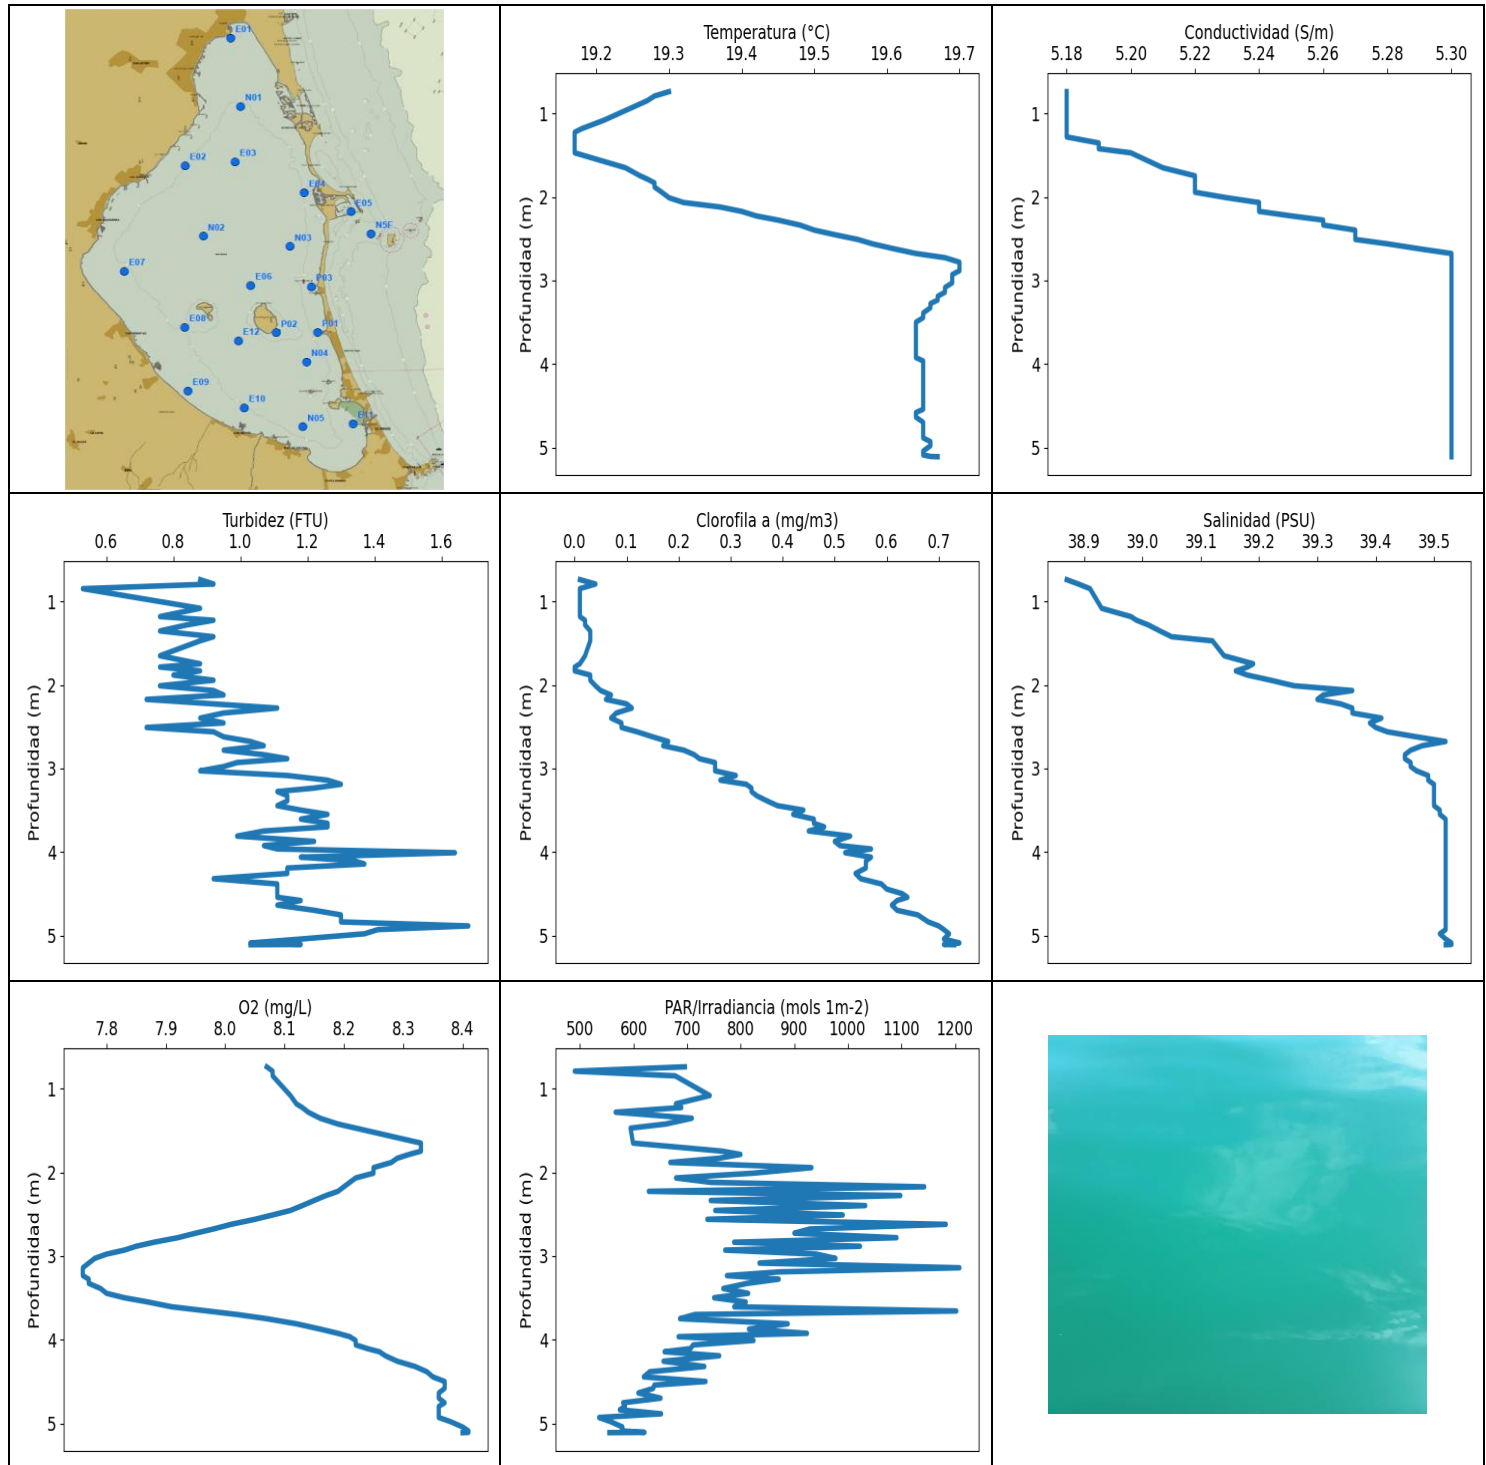 E01
N01
E02
E03
E04
E05
N5F
N02
N03
E07
E06
P03
E08
E12
P02
P01
N04
E09
E10
N05
E11
Temperatura (°C)
19.2 19.3 19.4 19.5 19.6 19.7
Profundidad (m)
1
2
3
4
5
Conductividad (S/m)
5.18 5.20 5.22 5.24 5.26 5.28 5.30
Profundidad (m)
1
2
3
4
5
Turbidez (FTU)
0.6 0.8 1.0 1.2 1.4 1.6
Profundidad (m)
1
2
3
4
5
Clorofila a (mg/m3)
0.0 0.1 0.2 0.3 0.4 0.5 0.6 0.7
Profundidad (m)
1
2
3
4
5
Salinidad (PSU)
38.9 39.0 39.1 39.2 39.3 39.4 39.5
Profundidad (m)
1
2
3
4
5
O2 (mg/L)
7.8 7.9 8.0 8.1 8.2 8.3 8.4
Profundidad (m)
1
2
3
4
5
PAR/Irradiancia (mols 1m-2)
500 600 700 800 900 1000 1100 1200
Profundidad (m)
1
2
3
4
5